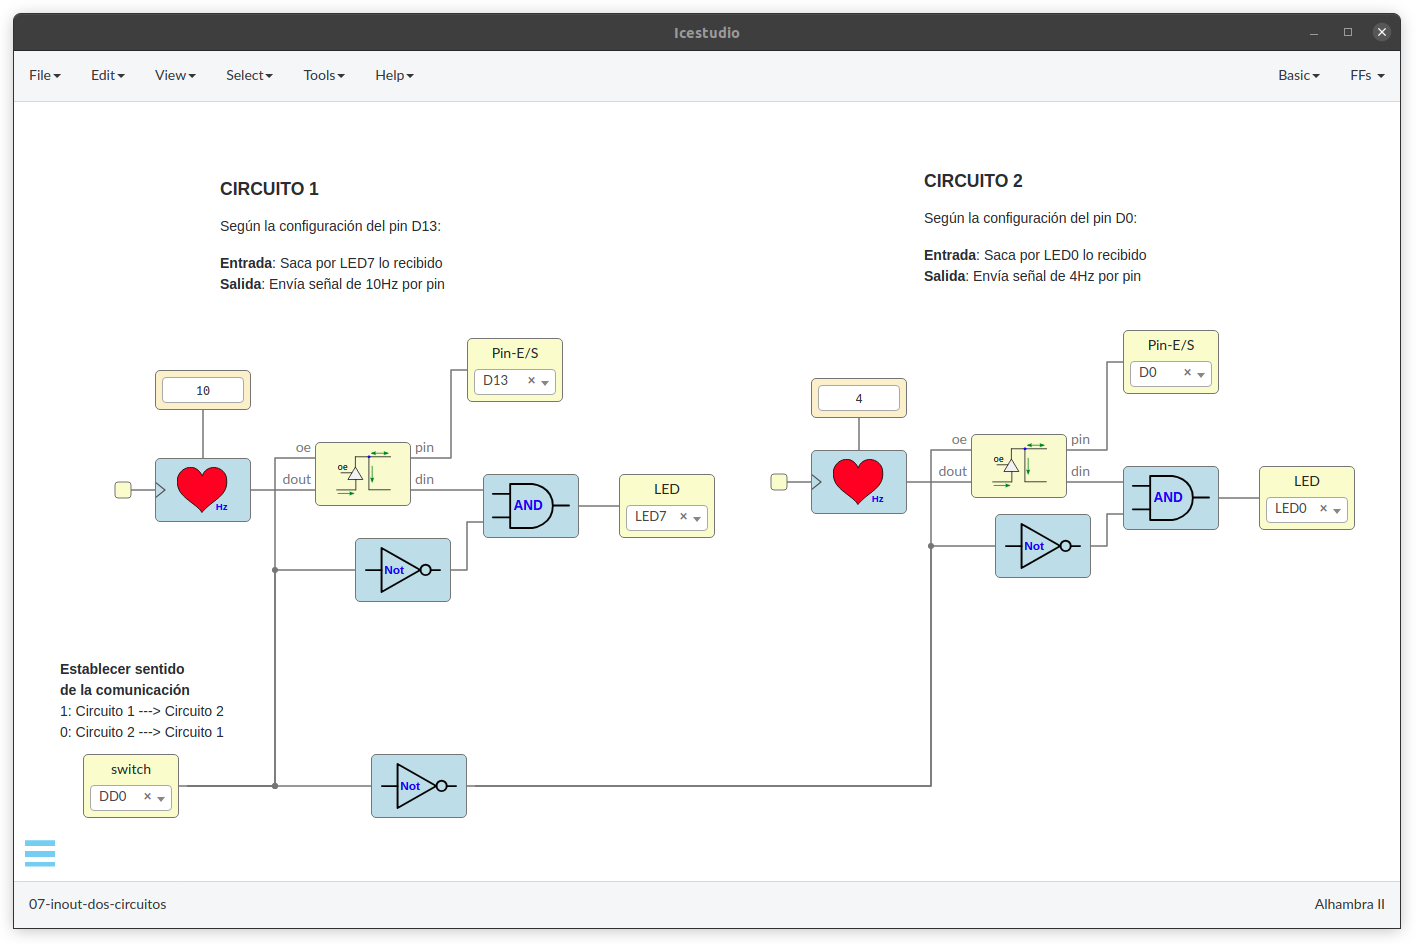 Icestudio
File Edit View Select Tools Help Basic FFs
CIRCUITO 1
Según la configuración del pin D13:
Entrada: Saca por LED7 lo recibido
Salida: Envía señal de 10Hz por pin
CIRCUITO 2
Según la configuración del pin D0:
Entrada: Saca por LED0 lo recibido
Salida: Envía señal de 4Hz por pin
Pin-E/S
D13 ×
10
Hz
oe
dout
oe
pin
din
AND
LED
LED7 ×
Not
Pin-E/S
D0 ×
4
Hz
oe
dout
oe
pin
din
AND
LED
LED0 ×
Not
Establecer sentido
de la comunicación
1: Circuito 1 ---> Circuito 2
0: Circuito 2 ---> Circuito 1
switch
DD0 ×
Not
07-inout-dos-circuitos
Alhambra II